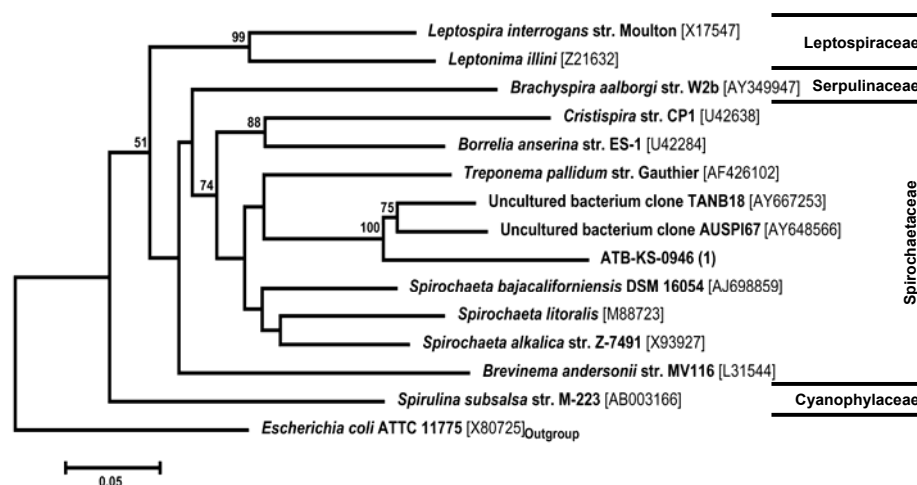 99
Leptospira interrogans str. Moulton [X17547]
Leptospiraceae
Leptonima illini [Z21632]
Brachyspira aalborgi str. W2b [AY349947]
Serpulinaceae
88
Cristispira str. CP1 [U42638]
51
Borrelia anserina str. ES-1 [U42284]
74
Treponema pallidum str. Gauthier [AF426102]
75
Uncultured bacterium clone TANB18 [AY667253]
100
Uncultured bacterium clone AUSPI67 [AY648566]
Spirochaetaceae
ATB-KS-0946 (1)
Spirochaeta bajacaliforniensis DSM 16054 [AJ698859]
Spirochaeta litoralis [M88723]
Spirochaeta alkalica str. Z-7491 [X93927]
Brevinema andersonii str. MV116 [L31544]
Spirulina subsalsa str. M-223 [AB003166]
Cyanophylaceae
Escherichia coli ATTC 11775 [X80725]Outgroup
0.05